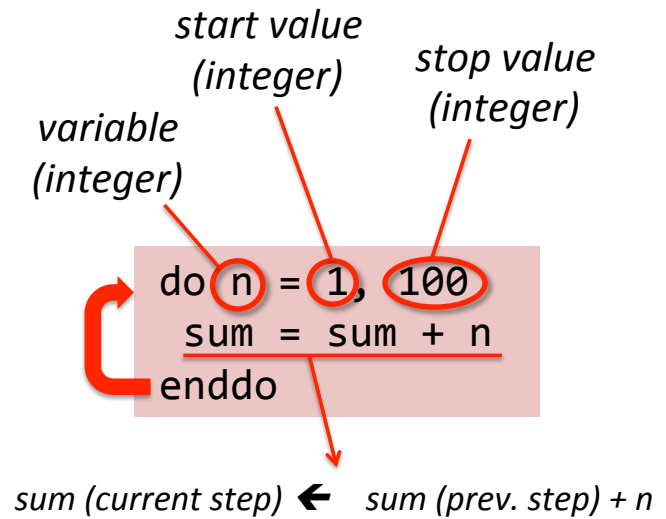 start value
(integer)
stop value
(integer)
variable
(integer)
do n = 1, 100
sum = sum + n
enddo
sum (current step) ← sum (prev. step) + n